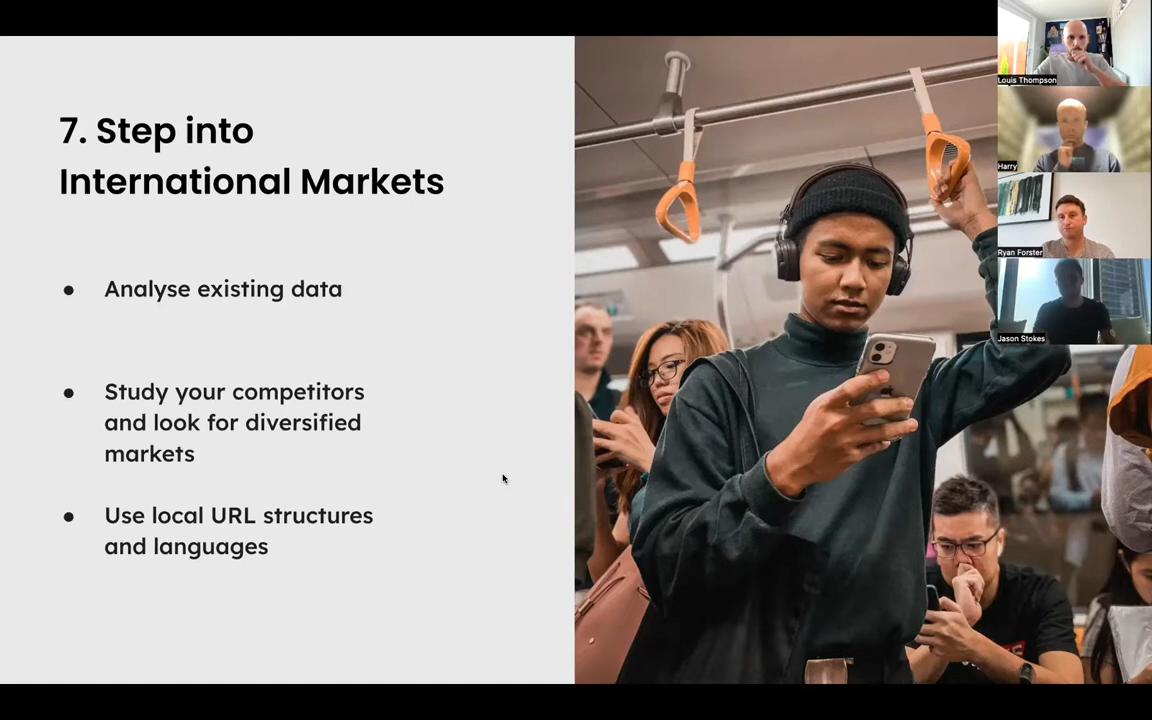 7. Step into
International Markets
● Analyse existing data
● Study your competitors
and look for diversified
markets
● Use local URL structures
and languages
Louis Thompson
Harry
Ryan Forster
Jason Stokes